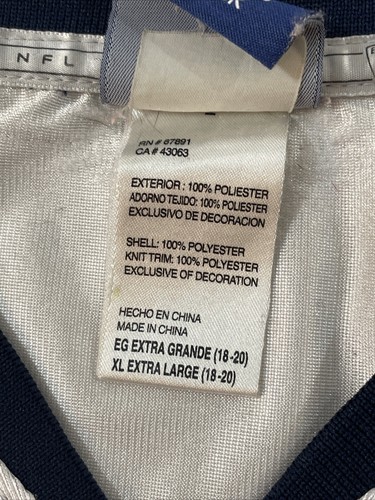 NFL
RN # 67891
CA # 43063
EXTERIOR : 100% POLIESTER
ADORNO TEJIDO: 100% POLIESTER
EXCLUSIVO DE DECORACION
SHELL: 100% POLYESTER
KNIT TRIM: 100% POLYESTER
EXCLUSIVE OF DECORATION
HECHO EN CHINA
MADE IN CHINA
EG EXTRA GRANDE (18-20)
XL EXTRA LARGE (18-20)